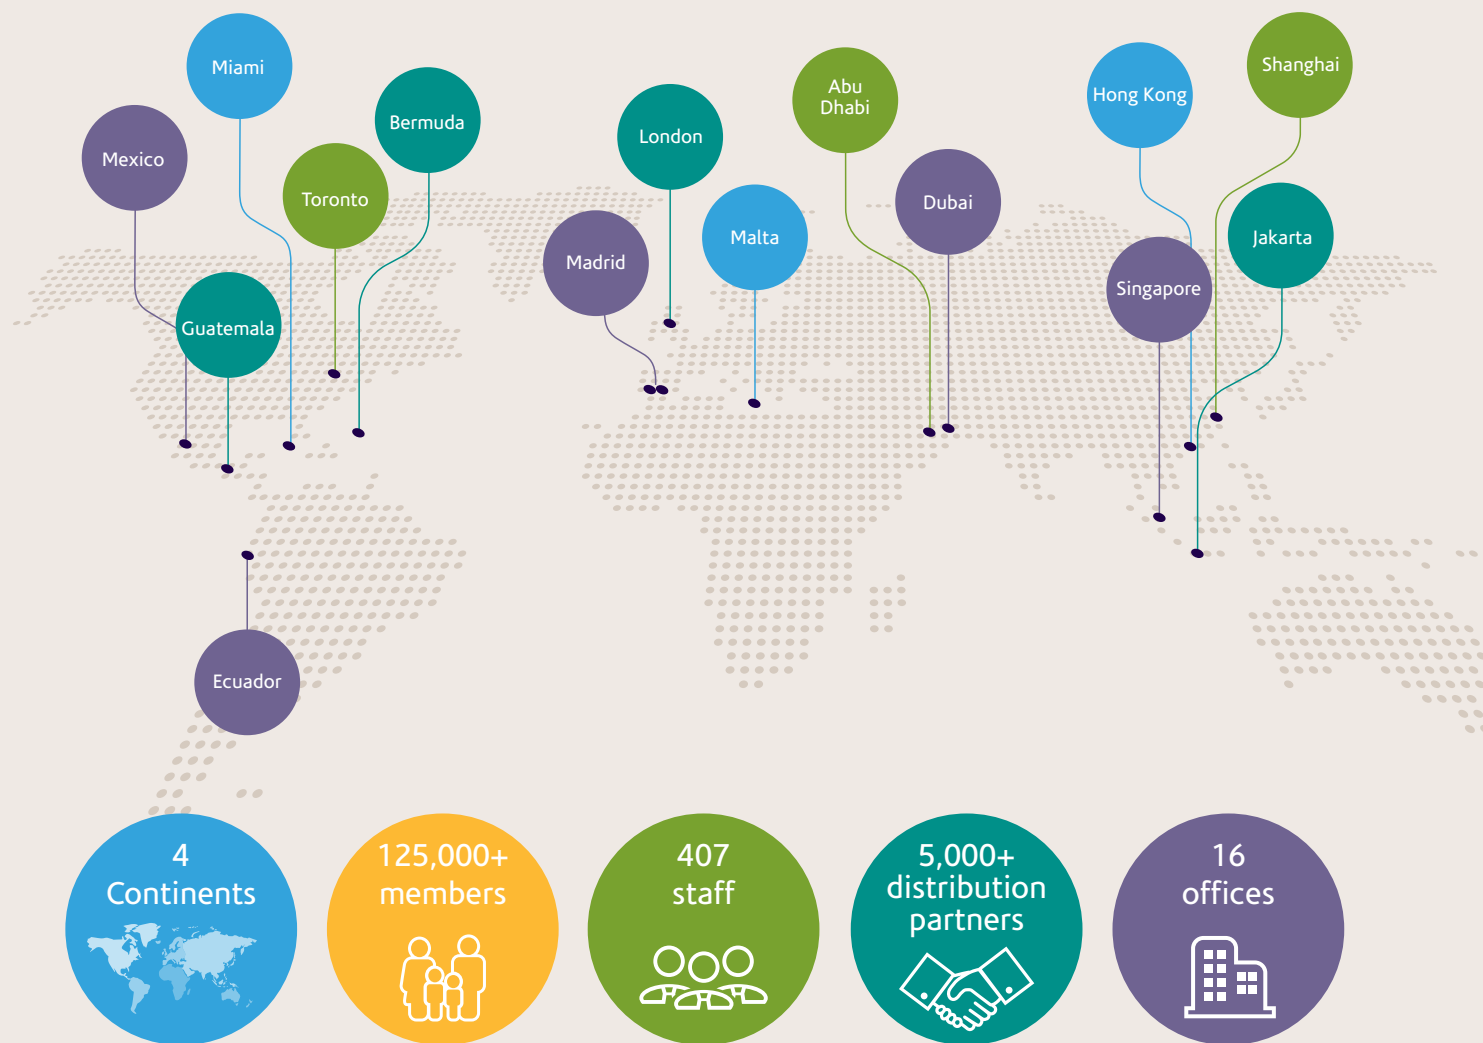 Miami
Shanghai
Abu
Dhabi
Hong Kong
Bermuda
London
Mexico
Toronto
Dubai
Malta
Jakarta
Madrid
Singapore
Guatemala
Ecuador
4
Continents
125,000+
members
407
staff
5,000+
distribution
partners
16
offices